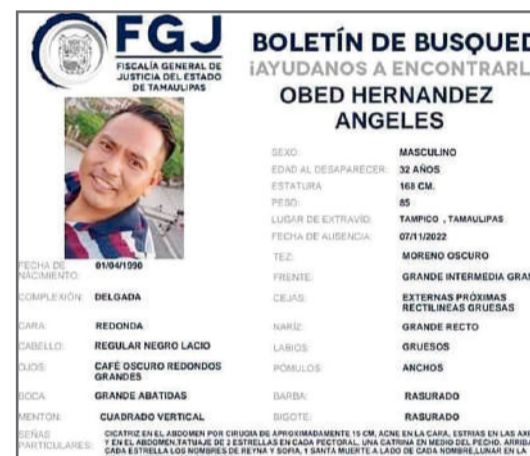 FGJ
FISCALÍA GENERAL DE
JUSTICIA DEL ESTADO
DE TAMAULIPAS
BOLETÍN DE BUSQUED
¡AYUDANOS A ENCONTRARL
OBED HERNANDEZ
ANGELES
SEXO: MASCULINO
EDAD AL DESAPARECER: 32 AÑOS
ESTATURA 168 CM.
PESO: 85
LUGAR DE EXTRAVÍO: TAMPICO , TAMAULIPAS
FECHA DE AUSENCIA: 07/11/2022
FECHA DE NACIMIENTO: 01/04/1990
COMPLEXIÓN: DELGADA
CARA: REDONDA
CABELLO: REGULAR NEGRO LACIO
OJOS: CAFÉ OSCURO REDONDOS
GRANDES
BOCA: GRANDE ABATIDAS
MENTON: CUADRADO VERTICAL
TEZ: MORENO OSCURO
FRENTE: GRANDE INTERMEDIA GRAN
CEJAS: EXTERNAS PRÓXIMAS
RECTILINEAS GRUESAS
NARÍZ: GRANDE RECTO
LABIOS: GRUESOS
PÓMULOS: ANCHOS
BARBA: RASURADO
BIGOTE: RASURADO
SEÑAS PARTICULARES: CICATRIZ EN EL ABDOMEN POR CIRUGIA DE APROXIMADAMENTE 15 CM, ACNE EN LA CARA, ESTRIAS EN LAS AXI
Y EN EL ABDOMEN.TATUAJE DE 2 ESTRELLAS EN CADA PECTORAL, UNA CATRINA EN MEDIO DEL PECHO, ARRIBA
CADA ESTRELLA LOS NOMBRES DE REYNA Y SOFIA, 1 SANTA MUERTE A LADO DE CADA NOMBRE,LUNAR EN LA